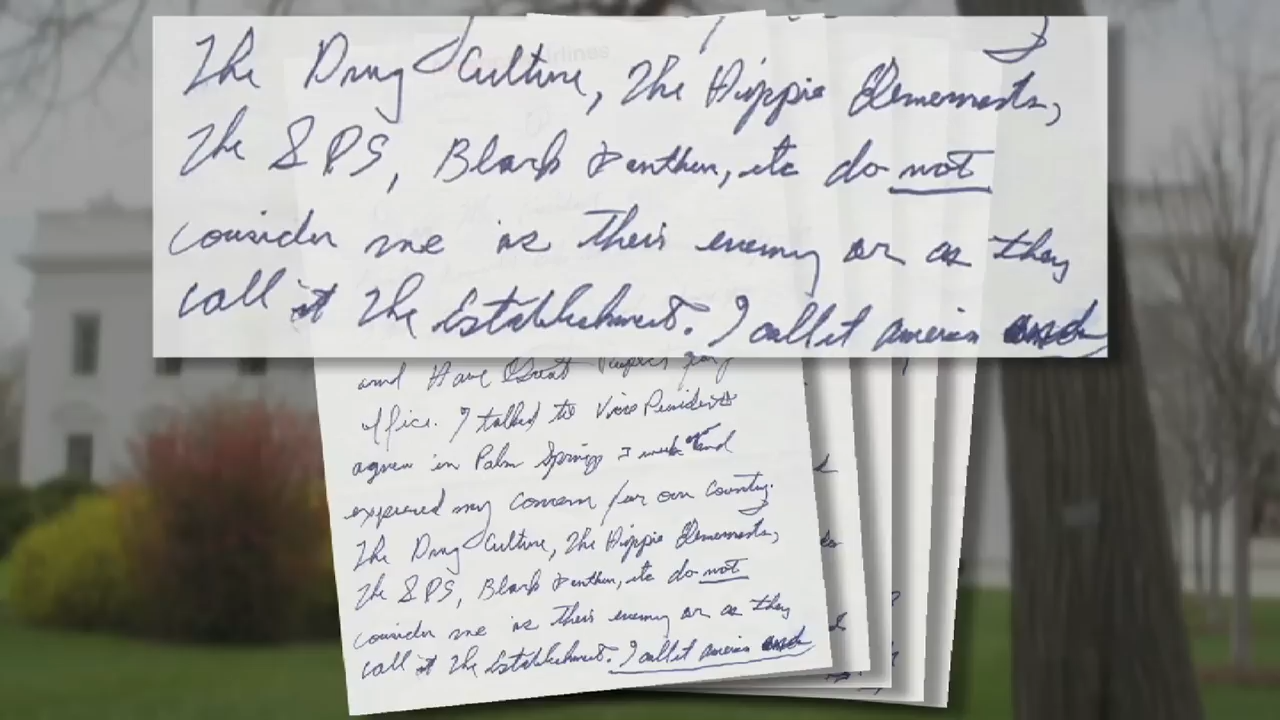 The Drug Culture, The Hippie Elements,
The SDS, Black Panthers, etc do not
consider me as their enemy or as they
call it The Establishment. I call it america and
and Have Great Respect for your
office. I talked to Vice President
agnew in Palm Springs 3 weeks ago and
expressed my concern for our country.
The Drug Culture, The Hippie Elements,
The SDS, Black Panthers, etc do not
consider me as their enemy or as they
call it The Establishment. I call it america and